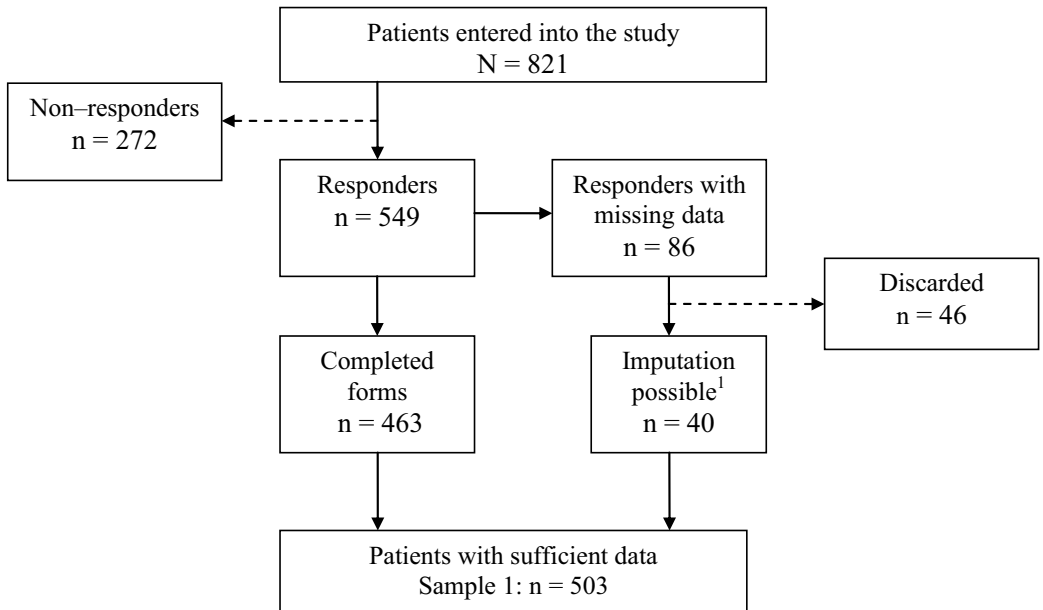 Patients entered into the study
N = 821
Non–responders
n = 272
Responders
n = 549
Responders with
missing data
n = 86
Discarded
n = 46
Completed
forms
n = 463
Imputation
possible¹
n = 40
Patients with sufficient data
Sample 1: n = 503